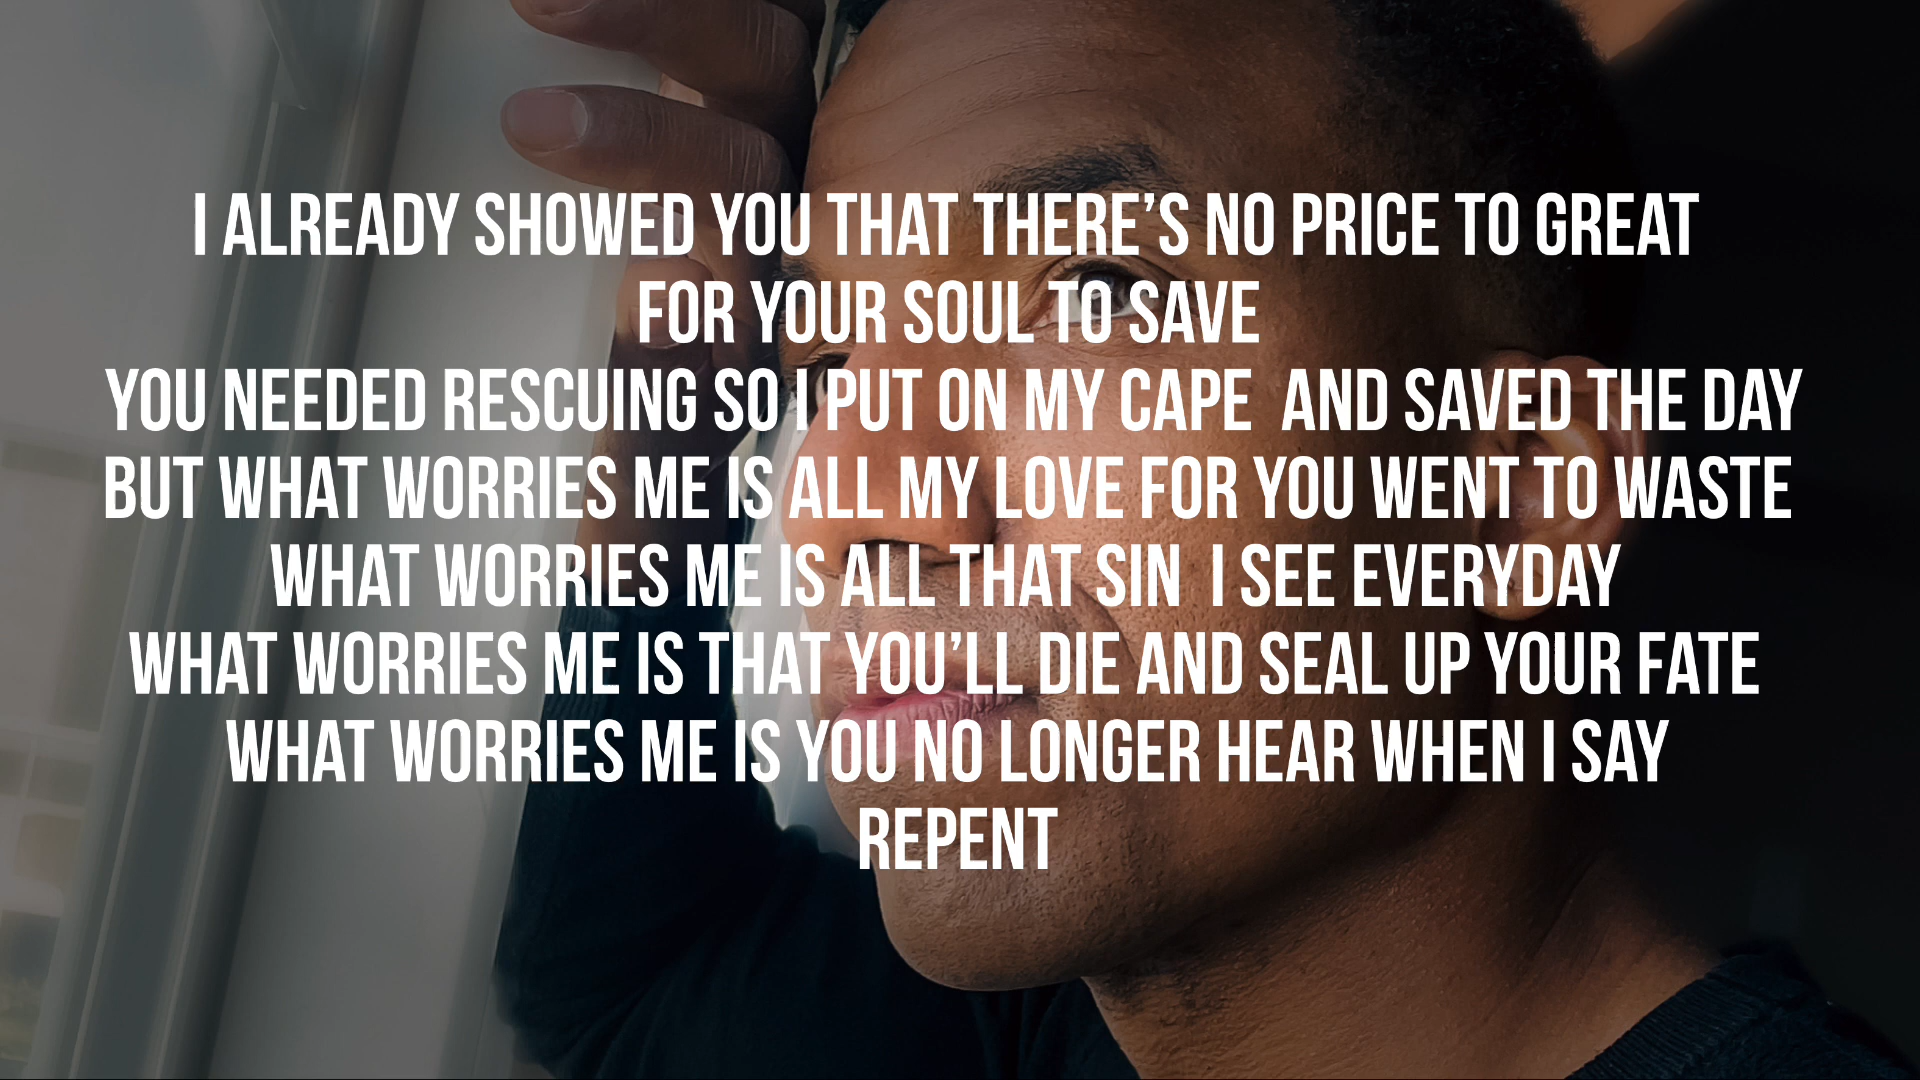 I ALREADY SHOWED YOU THAT THERE'S NO PRICE TO GREAT
FOR YOUR SOUL TO SAVE
YOU NEEDED RESCUING SO I PUT ON MY CAPE  AND SAVED THE DAY
BUT WHAT WORRIES ME IS ALL MY LOVE FOR YOU WENT TO WASTE
WHAT WORRIES ME IS ALL THAT SIN  I SEE EVERYDAY
WHAT WORRIES ME IS THAT YOU'LL DIE AND SEAL UP YOUR FATE
WHAT WORRIES ME IS YOU NO LONGER HEAR WHEN I SAY
REPENT